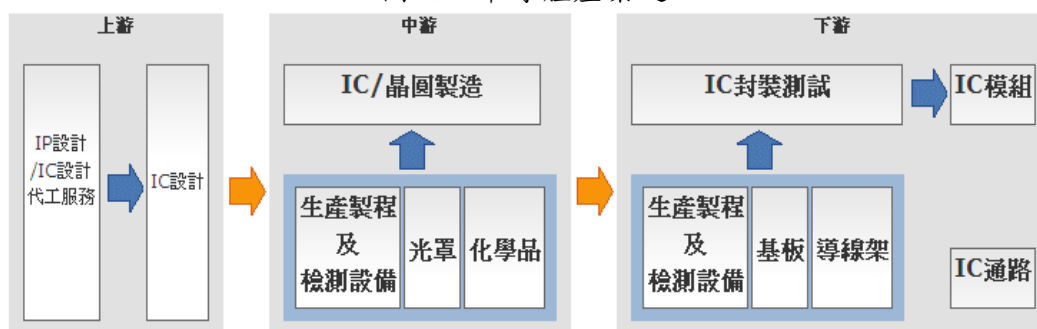 上游
IP設計
/IC設計
代工服務
IC設計
中游
IC/晶圓製造
生產製程
及
檢測設備
光罩
化學品
下游
IC封裝測試
IC模組
生產製程
及
檢測設備
基板
導線架
IC通路